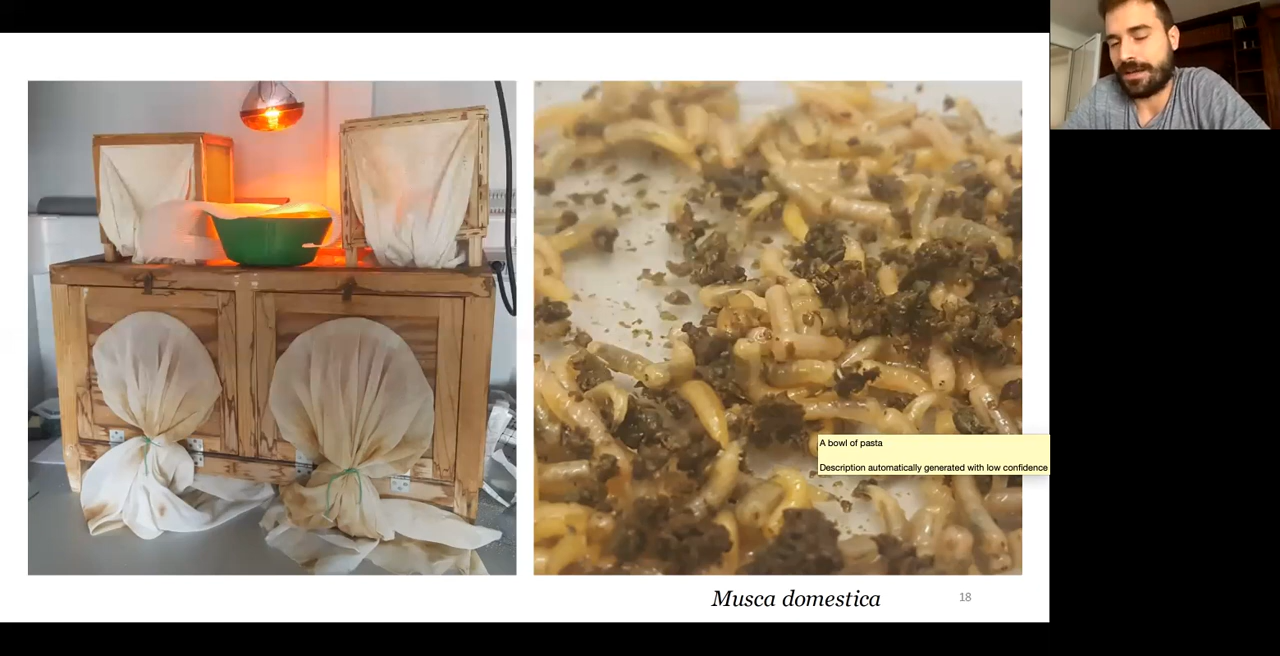 A bowl of pasta
Description automatically generated with low confidence
Musca domestica
18